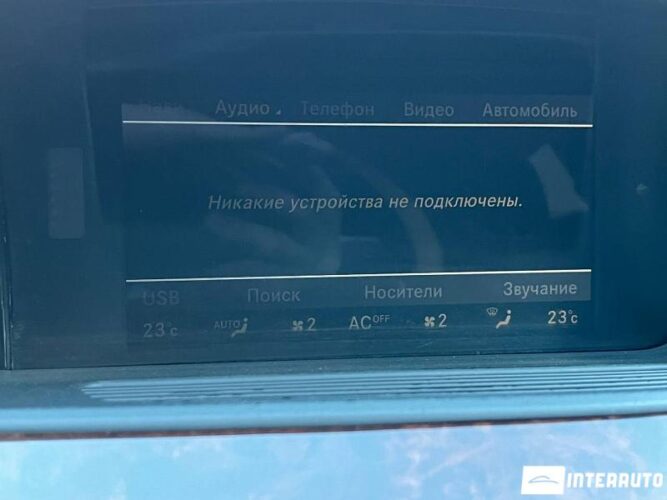 Нави Аудио Телефон Видео Автомобиль
Никакие устройства не подключены.
USB Поиск Носители Звучание
23°C AUTO 2 AC OFF 2 23°C
INTERAUTO